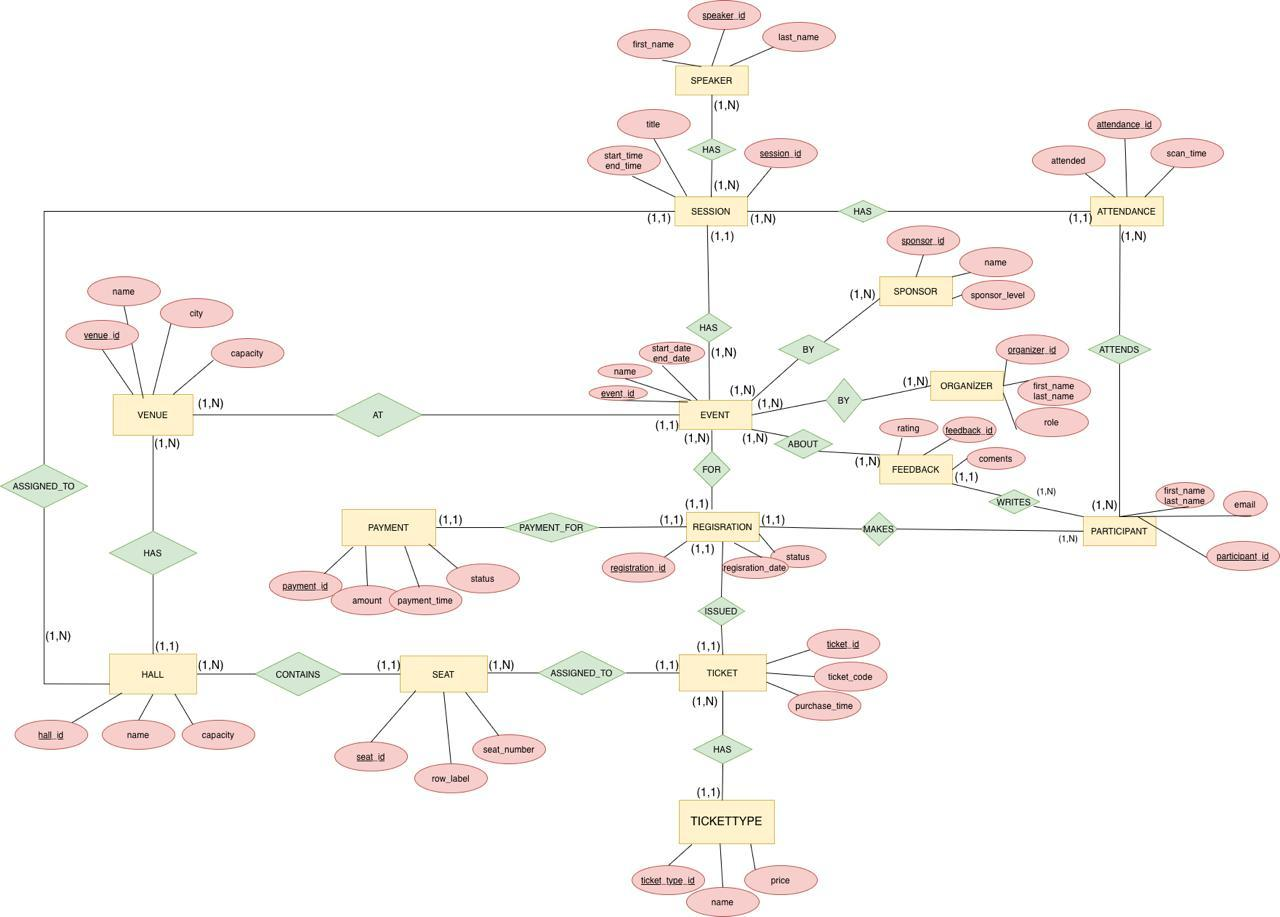 speaker_id
first_name
last_name
SPEAKER
(1,N)
title
attendance_id
HAS
start_time
end_time
session_id
attended
scan_time
(1,N)
SESSION
HAS
ATTENDANCE
(1,1)
(1,N)
(1,1)
(1,1)
(1,N)
sponsor_id
name
name
SPONSOR
sponsor_level
(1,N)
city
HAS
venue_id
BY
ATTENDS
start_date
end_date
(1,N)
organizer_id
capacity
name
(1,N)
(1,N)
ORGANİZER
first_name
last_name
event_id
(1,N)
(1,N)
BY
VENUE
AT
EVENT
(1,1)
role
rating
feedback_id
(1,N)
(1,N)
(1,N)
ABOUT
coments
(1,N)
FEEDBACK
FOR
(1,1)
ASSIGNED_TO
(1,N)
first_name
last_name
email
WRITES
(1,1)
(1,N)
PAYMENT
(1,1)
PAYMENT_FOR
(1,1)
REGISRATION
(1,1)
MAKES
PARTICIPANT
(1,N)
HAS
(1,1)
status
participant_id
registration_id
regisration_date
payment_id
amount
payment_time
status
ISSUED
(1,N)
(1,1)
(1,1)
ticket_id
HALL
(1,N)
CONTAINS
(1,1)
SEAT
(1,N)
ASSIGNED_TO
(1,1)
TICKET
ticket_code
(1,N)
purchase_time
hall_id
name
capacity
seat_id
row_label
seat_number
HAS
(1,1)
TICKETTYPE
ticket_type_id
name
price